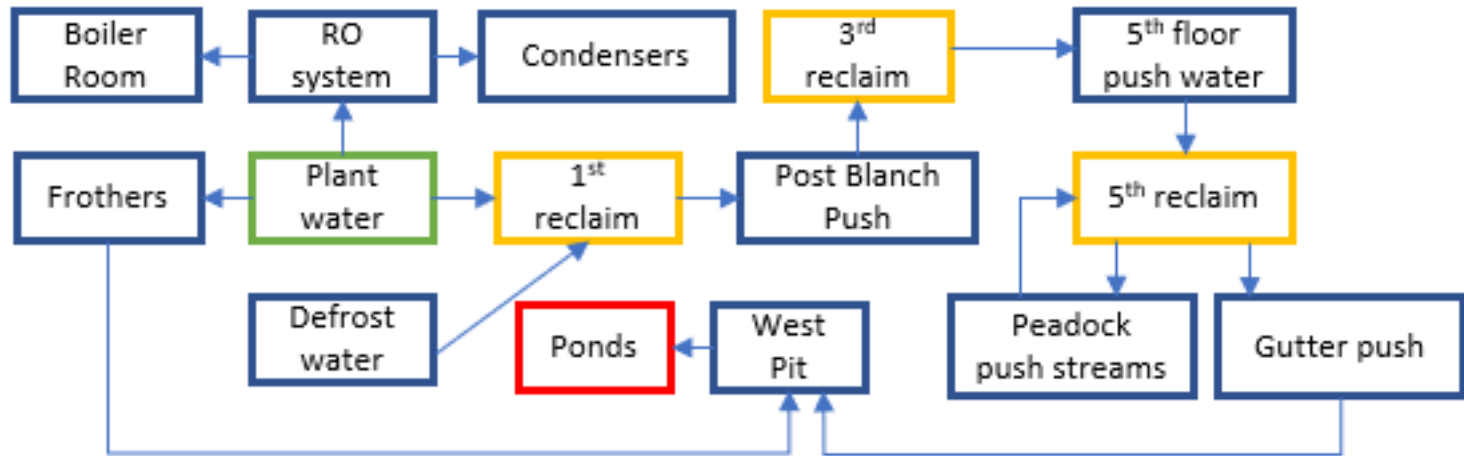 Boiler
Room
RO
system
Condensers
3rd
reclaim
5th floor
push water
Frothers
Plant
water
1st
reclaim
Post Blanch
Push
5th reclaim
Defrost
water
Ponds
West
Pit
Peadock
push streams
Gutter push